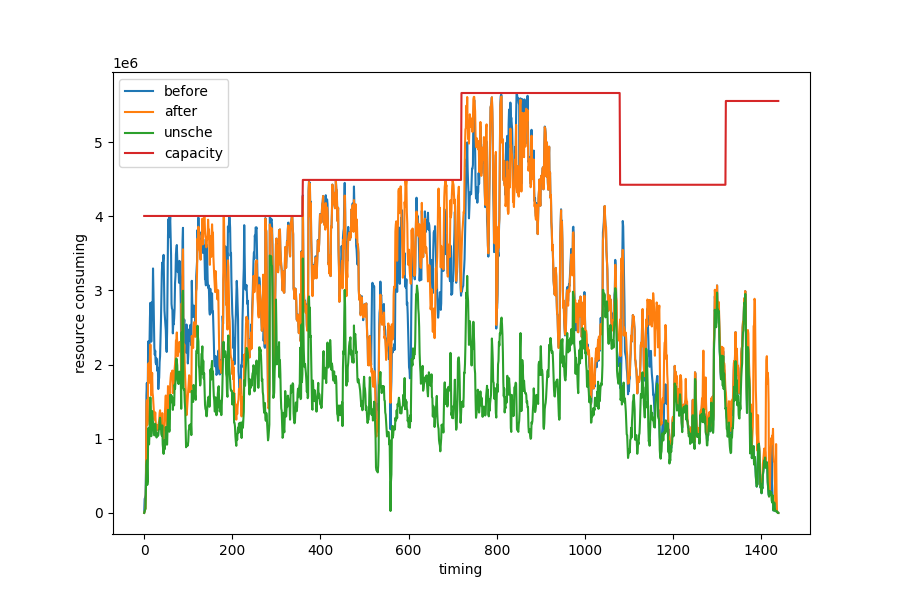 1e6
before
after
unsche
capacity
5
4
3
2
1
0
resource consuming
0 200 400 600 800 1000 1200 1400
timing